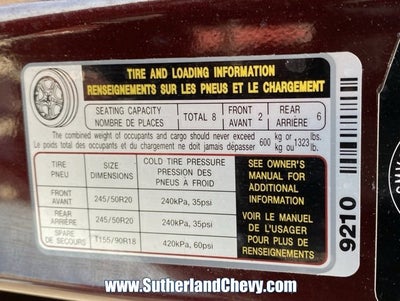 TIRE AND LOADING INFORMATION
RENSEIGNEMENTS SUR LES PNEUS ET LE CHARGEMENT
SEATING CAPACITY
NOMBRE DE PLACES
TOTAL 8
FRONT
AVANT 2
REAR
ARRIÈRE 6
The combined weight of occupants and cargo should never exceed 600 kg or 1323 lbs.
Le poids total des occupants et du chargement ne doit jamais dépasser 600 kg ou 1323 lb.
TIRE
PNEU
SIZE
DIMENSIONS
COLD TIRE PRESSURE
PRESSION DES
PNEUS A FROID
FRONT
AVANT
245/50R20
240kPa, 35psi
REAR
ARRIÈRE
245/50R20
240kPa, 35psi
SPARE
DE SECOURS
T155/90R18
420kPa, 60psi
SEE OWNER'S
MANUAL FOR
ADDITIONAL
INFORMATION
VOIR LE MANUEL
DE L'USAGER
POUR PLUS DE
RENSEIGNEMENTS
9210
www.SutherlandChevy.com